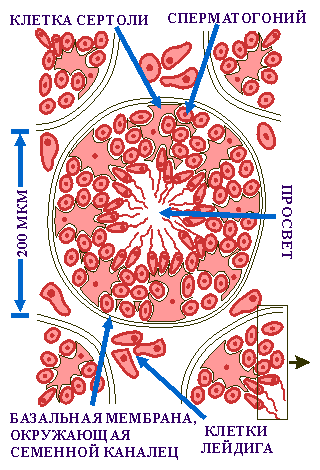 КЛЕТКА СЕРТОЛИ
СПЕРМАТОГОНИЙ
200 МКМ
ПРОСВЕТ
БАЗАЛЬНАЯ МЕМБРАНА,
ОКРУЖАЮЩАЯ
СЕМЕННОЙ КАНАЛЕЦ
КЛЕТКИ
ЛЕЙДИГА